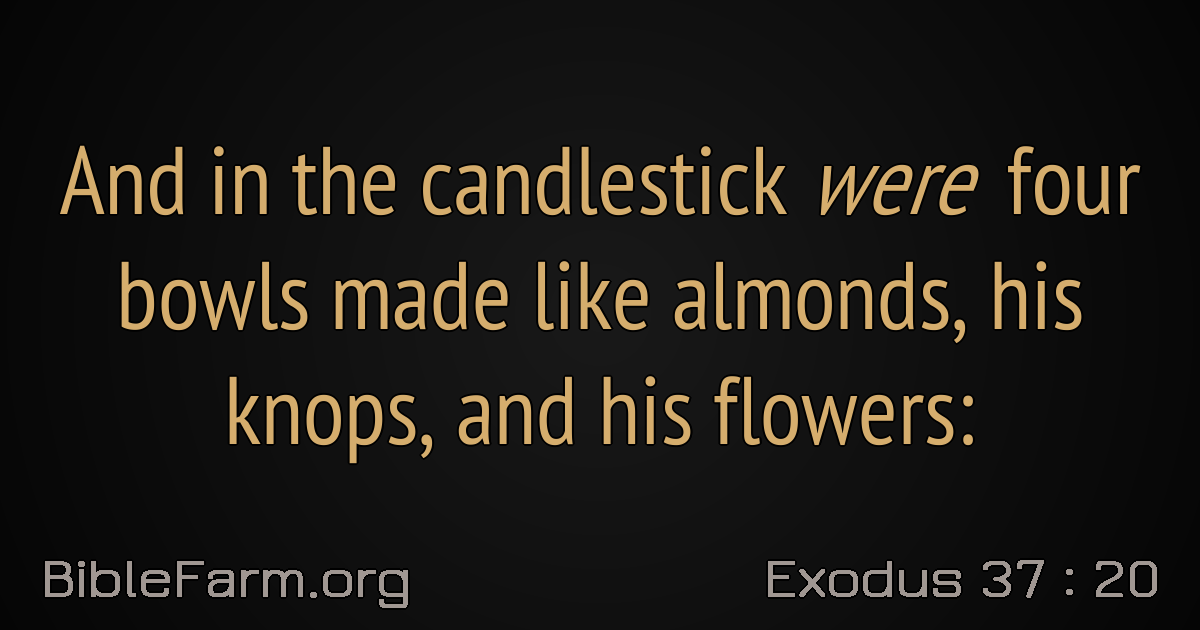 And in the candlestick were four
bowls made like almonds, his
knops, and his flowers:
BibleFarm.org
Exodus 37 : 20